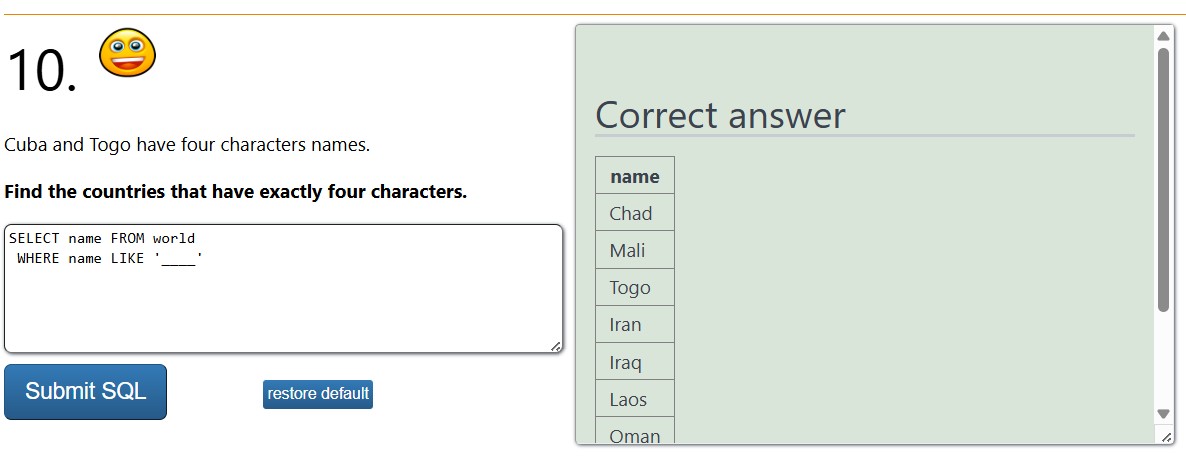 10.
Cuba and Togo have four characters names.
Find the countries that have exactly four characters.
SELECT name FROM world
 WHERE name LIKE '____'
Submit SQL
restore default
Correct answer
name
Chad
Mali
Togo
Iran
Iraq
Laos
Oman